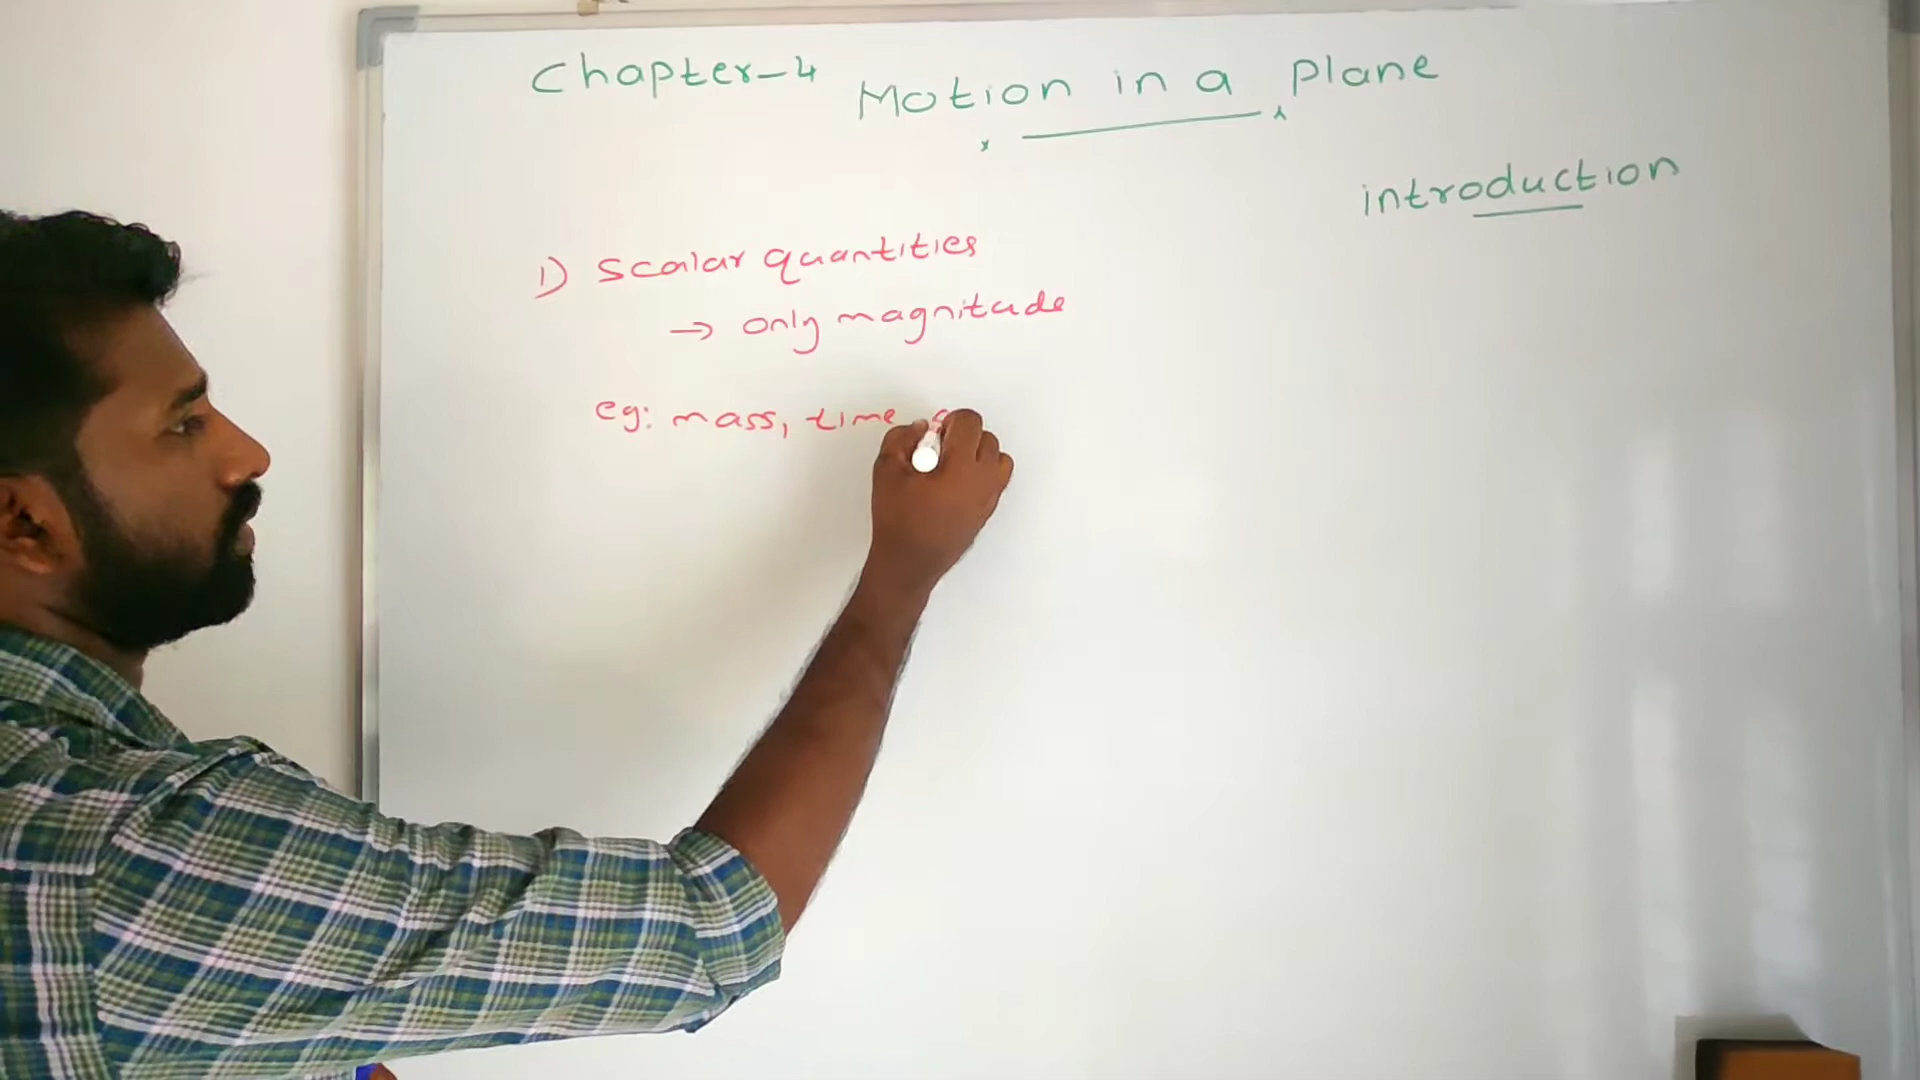 Chapter-4 Motion in a Plane
introduction
1) Scalar quantities
→ only magnitude
eg: mass, time